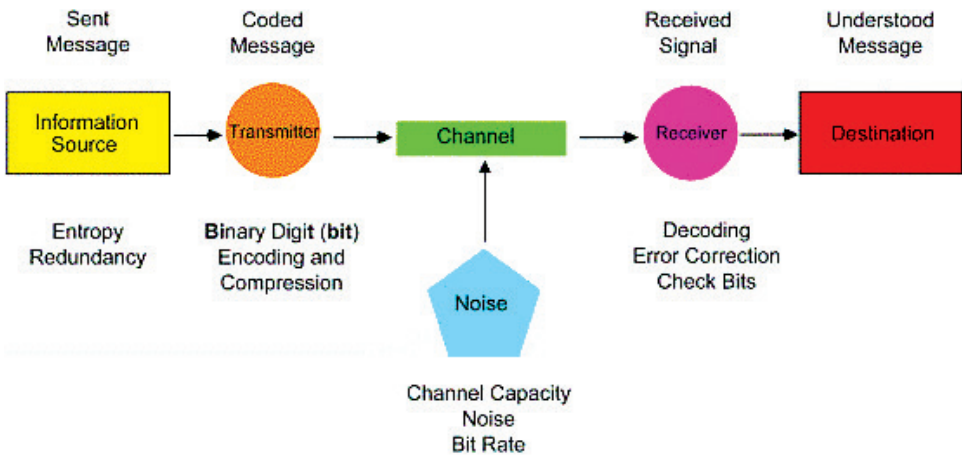 Sent
Message
Coded
Message
Received
Signal
Understood
Message
Information
Source
Transmitter
Channel
Receiver
Destination
Entropy
Redundancy
Binary Digit (bit)
Encoding and
Compression
Decoding
Error Correction
Check Bits
Noise
Channel Capacity
Noise
Bit Rate